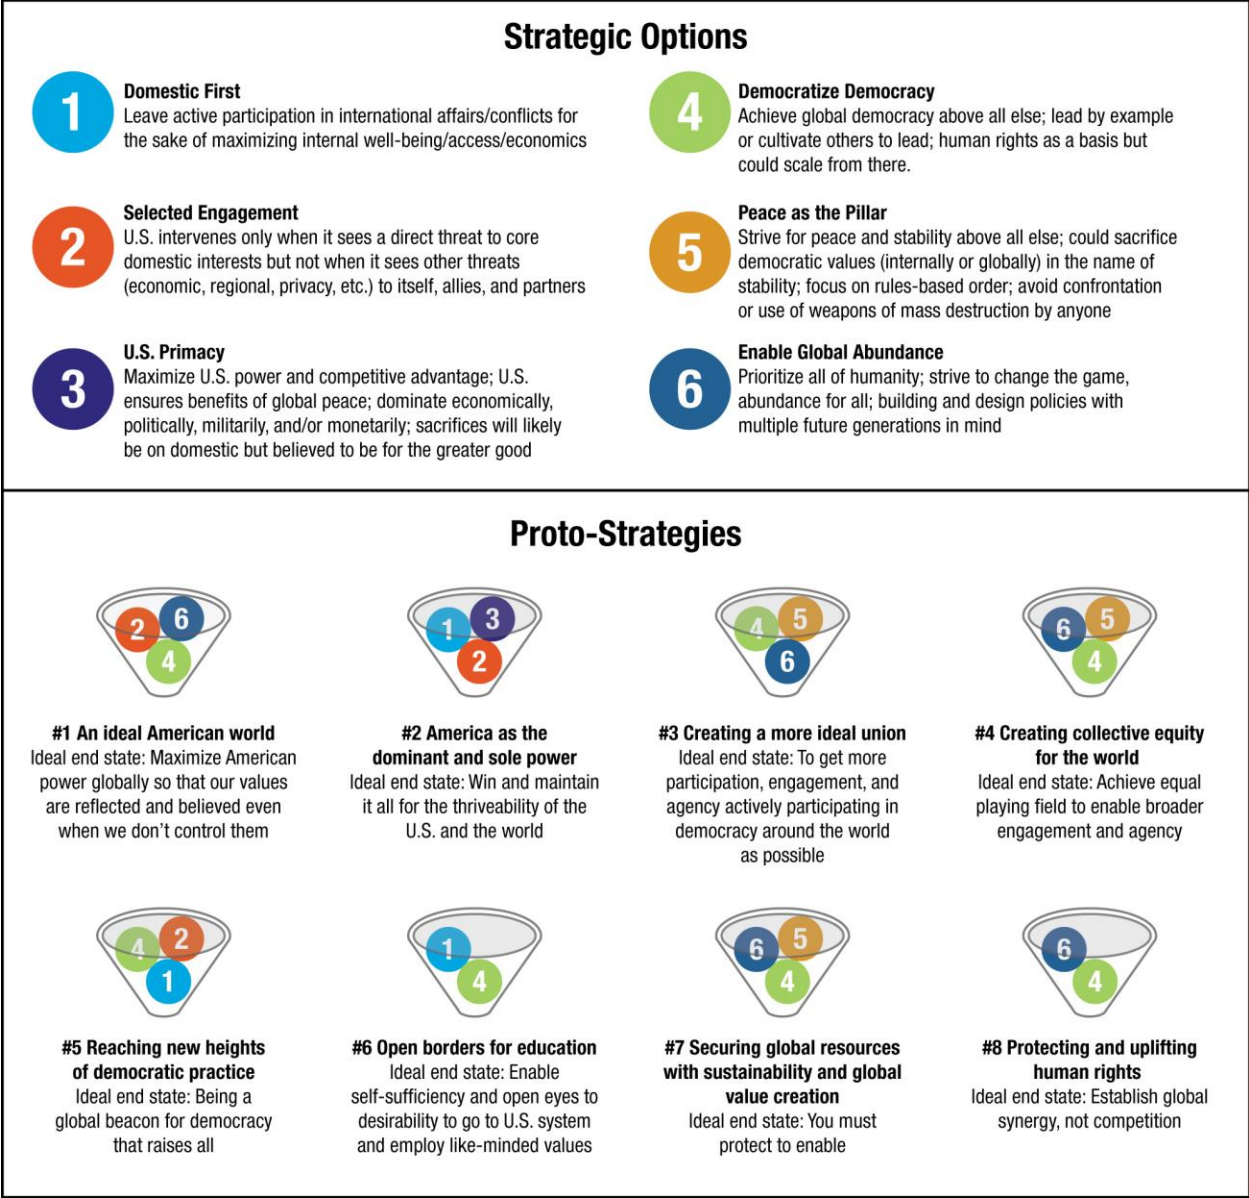 Strategic Options
1
Domestic First
Leave active participation in international affairs/conflicts for
the sake of maximizing internal well-being/access/economics
2
Selected Engagement
U.S. intervenes only when it sees a direct threat to core
domestic interests but not when it sees other threats
(economic, regional, privacy, etc.) to itself, allies, and partners
3
U.S. Primacy
Maximize U.S. power and competitive advantage; U.S.
ensures benefits of global peace; dominate economically,
politically, militarily, and/or monetarily; sacrifices will likely
be on domestic but believed to be for the greater good
4
Democratize Democracy
Achieve global democracy above all else; lead by example
or cultivate others to lead; human rights as a basis but
could scale from there.
5
Peace as the Pillar
Strive for peace and stability above all else; could sacrifice
democratic values (internally or globally) in the name of
stability; focus on rules-based order; avoid confrontation
or use of weapons of mass destruction by anyone
6
Enable Global Abundance
Prioritize all of humanity; strive to change the game,
abundance for all; building and design policies with
multiple future generations in mind
Proto-Strategies
2 6
4
#1 An ideal American world
Ideal end state: Maximize American
power globally so that our values
are reflected and believed even
when we don't control them
1 3
2
#2 America as the
dominant and sole power
Ideal end state: Win and maintain
it all for the thriveability of the
U.S. and the world
4 5
6
#3 Creating a more ideal union
Ideal end state: To get more
participation, engagement, and
agency actively participating in
democracy around the world
as possible
6 5
4
#4 Creating collective equity
for the world
Ideal end state: Achieve equal
playing field to enable broader
engagement and agency
4 2
1
#5 Reaching new heights
of democratic practice
Ideal end state: Being a
global beacon for democracy
that raises all
1
4
#6 Open borders for education
Ideal end state: Enable
self-sufficiency and open eyes to
desirability to go to U.S. system
and employ like-minded values
6 5
4
#7 Securing global resources
with sustainability and global
value creation
Ideal end state: You must
protect to enable
6
4
#8 Protecting and uplifting
human rights
Ideal end state: Establish global
synergy, not competition